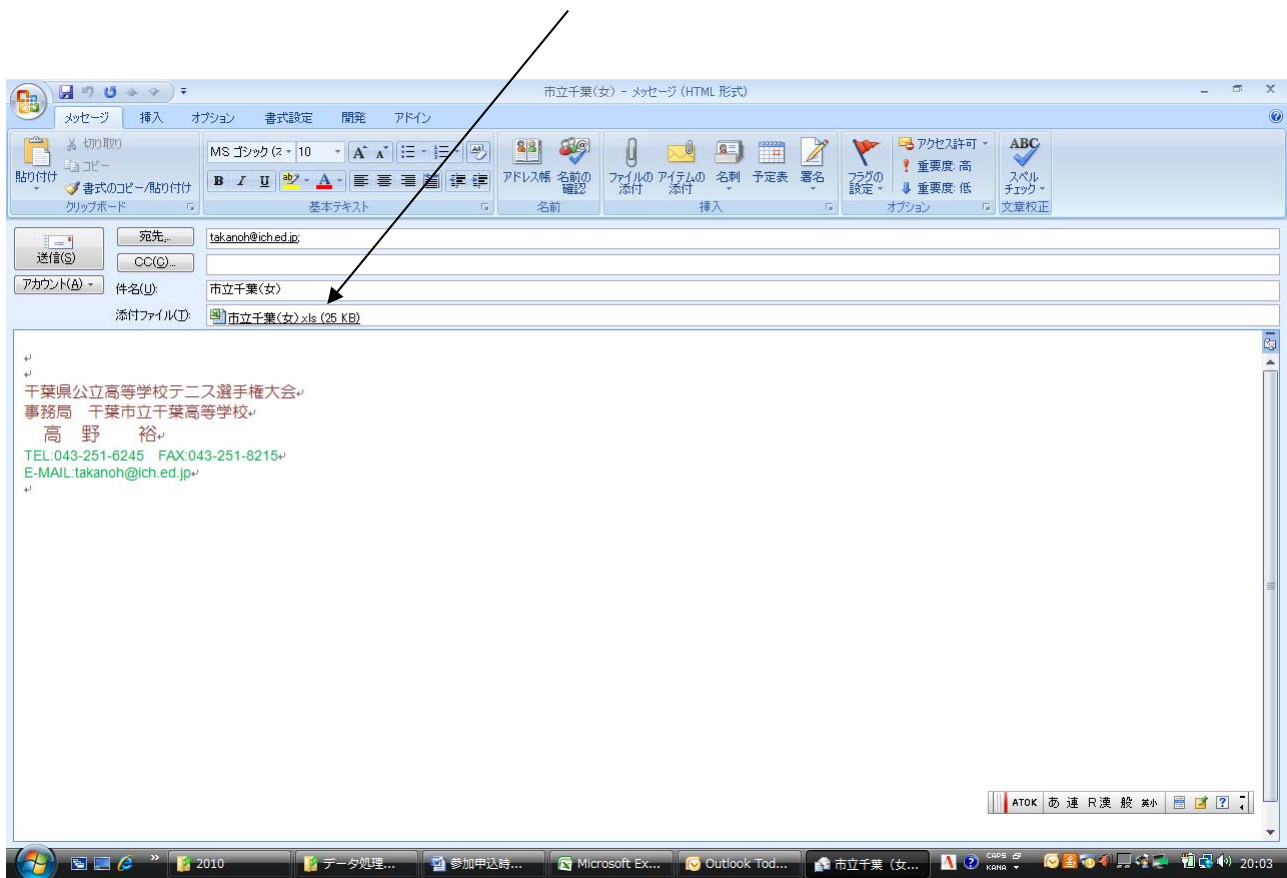 市立千葉(女) - メッセージ (HTML 形式)
メッセージ 挿入 オプション 書式設定 開発 アドイン
貼り付け
切り取り
コピー
書式のコピー/貼り付け
クリップボード
MS ゴシック (ス 10
B I U
基本テキスト
アドレス帳 名前の確認
名前
ファイルの添付 アイテムの添付 名刺 予定表 署名
挿入
フラグの設定
アクセス許可
重要度: 高
重要度: 低
オプション
ABC
スペルチェック
文章校正
送信(S)
宛先... takanoh@ich.ed.jp;
CC(C)...
アカウント(A)
件名(U): 市立千葉(女)
添付ファイル(T): 市立千葉(女).xls (25 KB)
千葉県公立高等学校テニス選手権大会
事務局 千葉市立千葉高等学校
高 野 裕
TEL:043-251-6245 FAX:043-251-8215
E-MAIL:takanoh@ich.ed.jp
ATOK あ 連 R漢 般 英小
2010 データ処理... 参加申込時... Microsoft Ex... Outlook Tod... 市立千葉(女... CAPS KANA 20:03